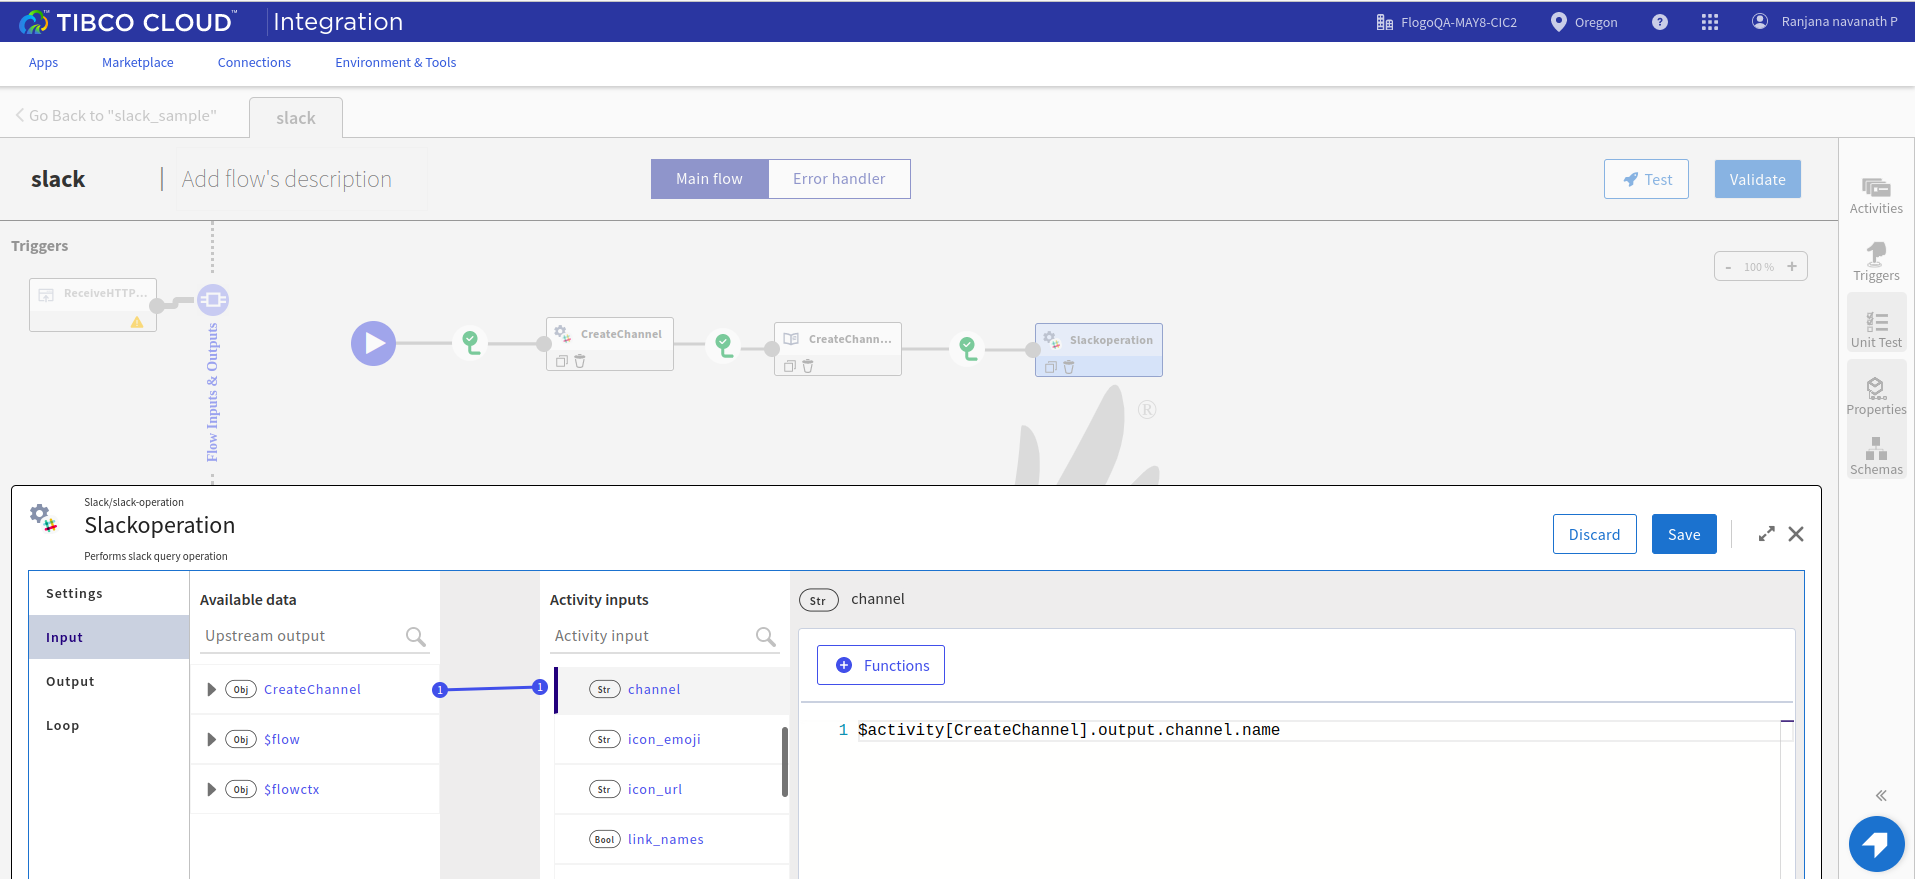 TIBCO CLOUD™ Integration FlogoQA-MAY8-CIC2 Oregon ? Ranjana navanath P
Apps Marketplace Connections Environment & Tools
Go Back to "slack_sample" slack
slack Add flow's description Main flow Error handler Test Validate
Activities
Triggers
ReceiveHTTP...
Flow Inputs & Outputs
CreateChannel
CreateChann...
Slackoperation
®
- 100 % +
Triggers
Unit Test
Properties
Schemas
Slack/slack-operation
Slackoperation
Performs slack query operation
Discard Save
Settings
Input
Output
Loop
Available data
Upstream output
Obj CreateChannel
Obj $flow
Obj $flowctx
1 1
Activity inputs
Activity input
Str channel
Str icon_emoji
Str icon_url
Bool link_names
Str channel
Functions
1 $activity[CreateChannel].output.channel.name